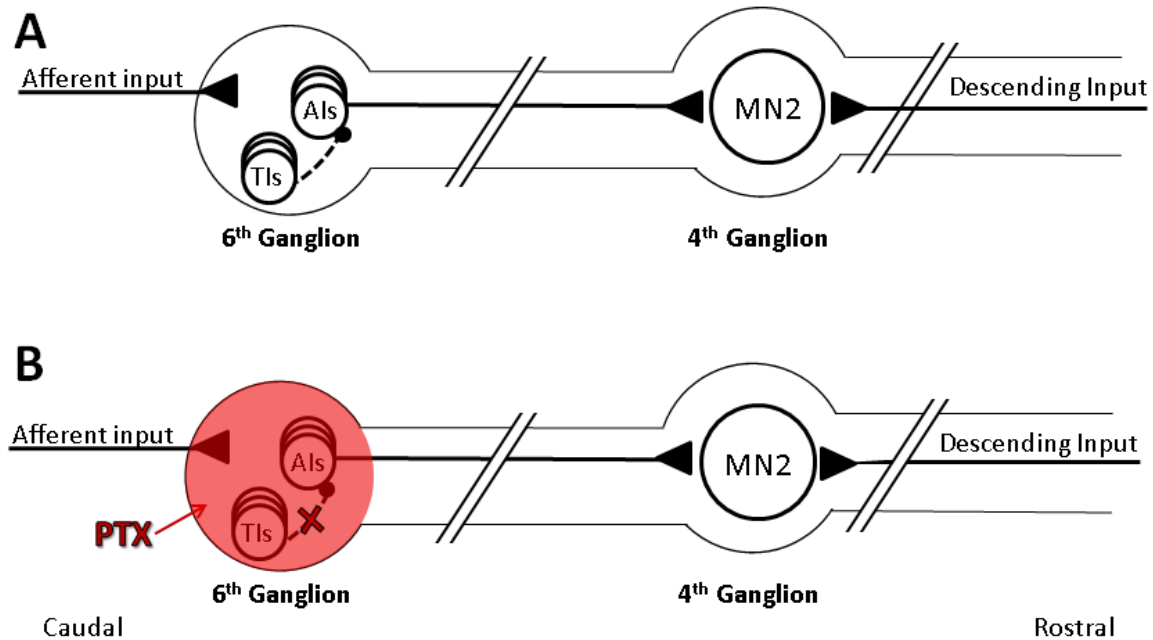 A
Afferent input
AIs
TIs
MN2
Descending Input
6th Ganglion
4th Ganglion
B
Afferent input
AIs
TIs
MN2
Descending Input
PTX
6th Ganglion
4th Ganglion
Caudal
Rostral